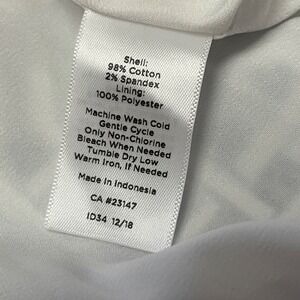 Shell:
98% Cotton
2% Spandex
Lining:
100% Polyester
Machine Wash Cold
Gentle Cycle
Only Non-Chlorine
Bleach When Needed
Tumble Dry Low
Warm Iron, If Needed
Made in Indonesia
CA #23147
ID34 12/18